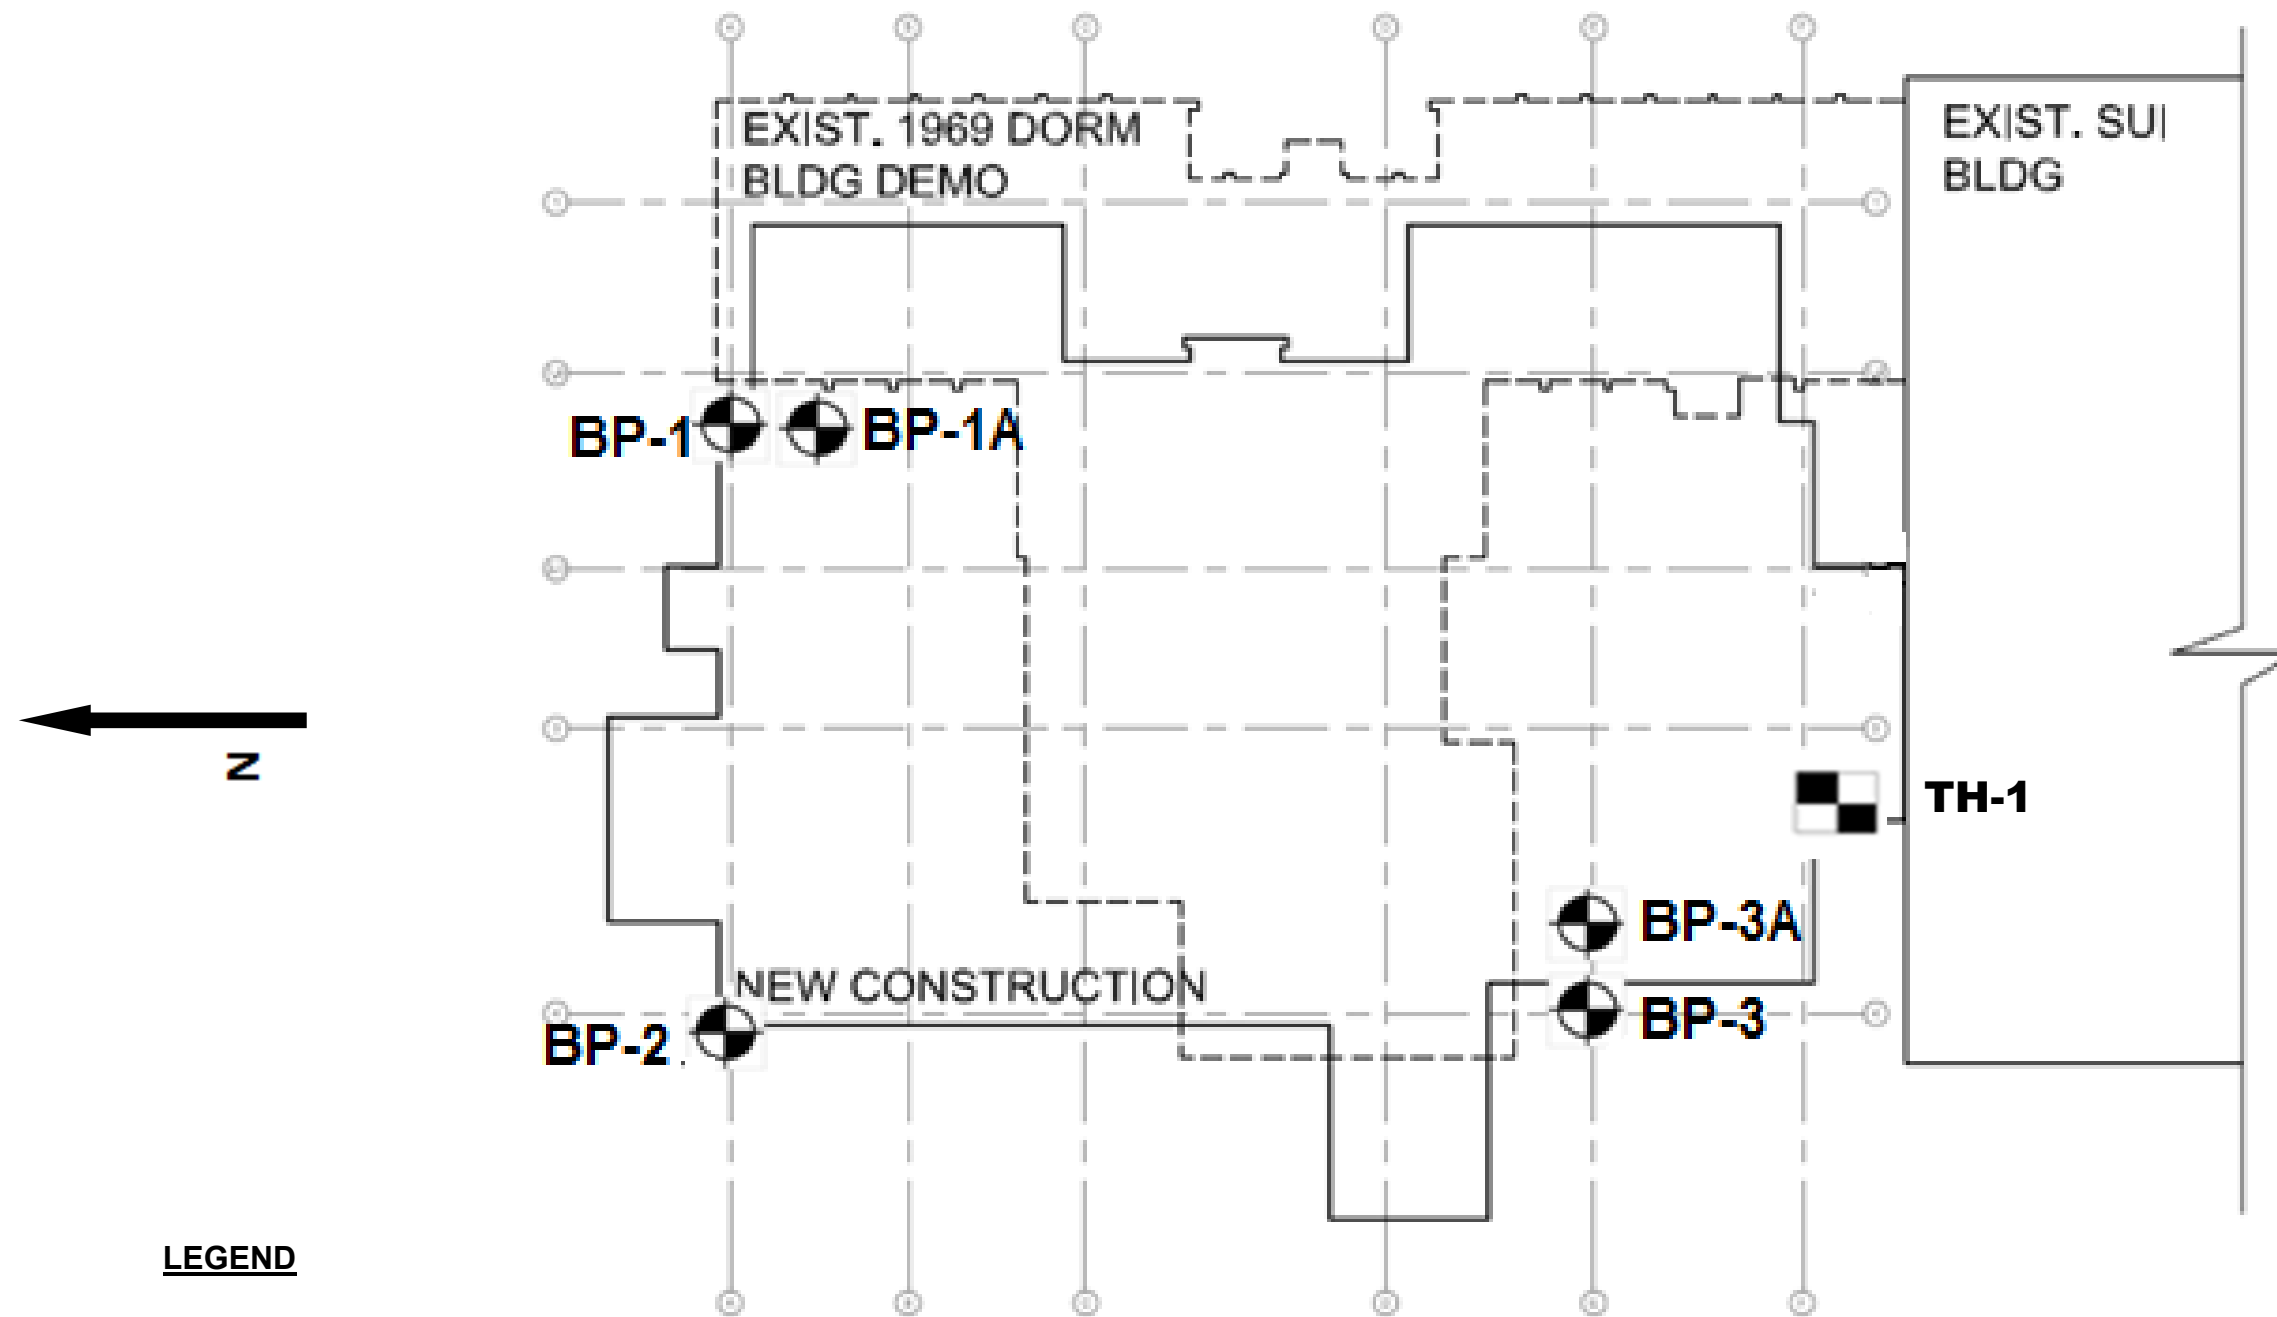 EXIST. 1969 DORM
BLDG DEMO
EXIST. SUI
BLDG
BP-1
BP-1A
N
TH-1
BP-3A
NEW CONSTRUCTION
BP-3
BP-2
LEGEND